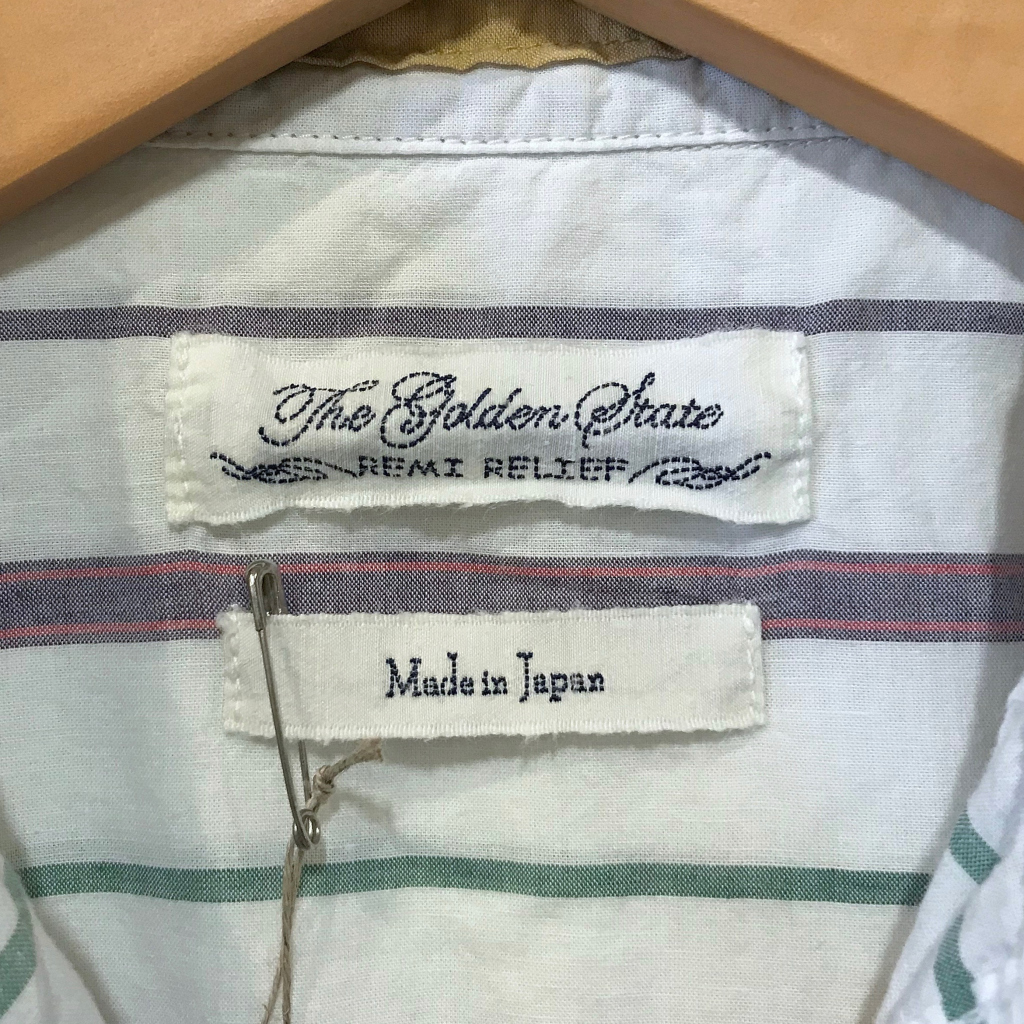 The Golden State
REMI RELIEF
Made in Japan